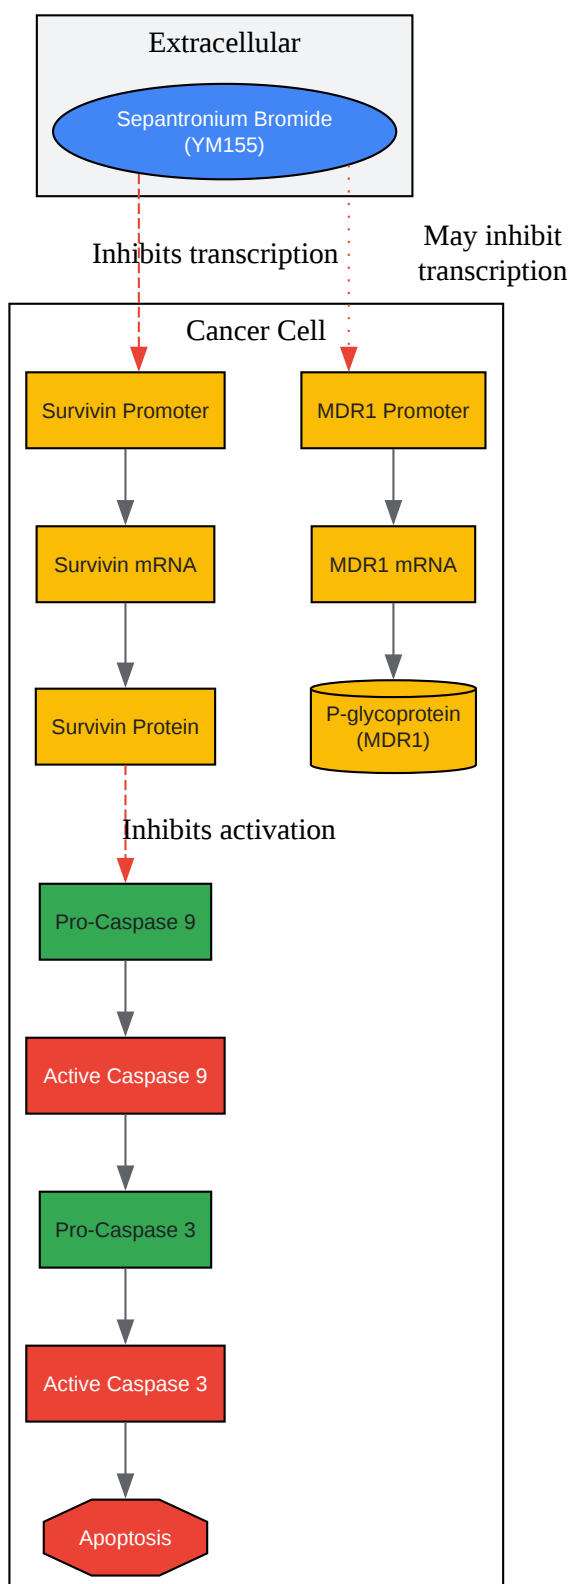 Extracellular
Sepantronium Bromide
(YM155)
Inhibits transcription
May inhibit
transcription
Cancer Cell
Survivin Promoter
MDR1 Promoter
Survivin mRNA
MDR1 mRNA
Survivin Protein
P-glycoprotein
(MDR1)
Inhibits activation
Pro-Caspase 9
Active Caspase 9
Pro-Caspase 3
Active Caspase 3
Apoptosis